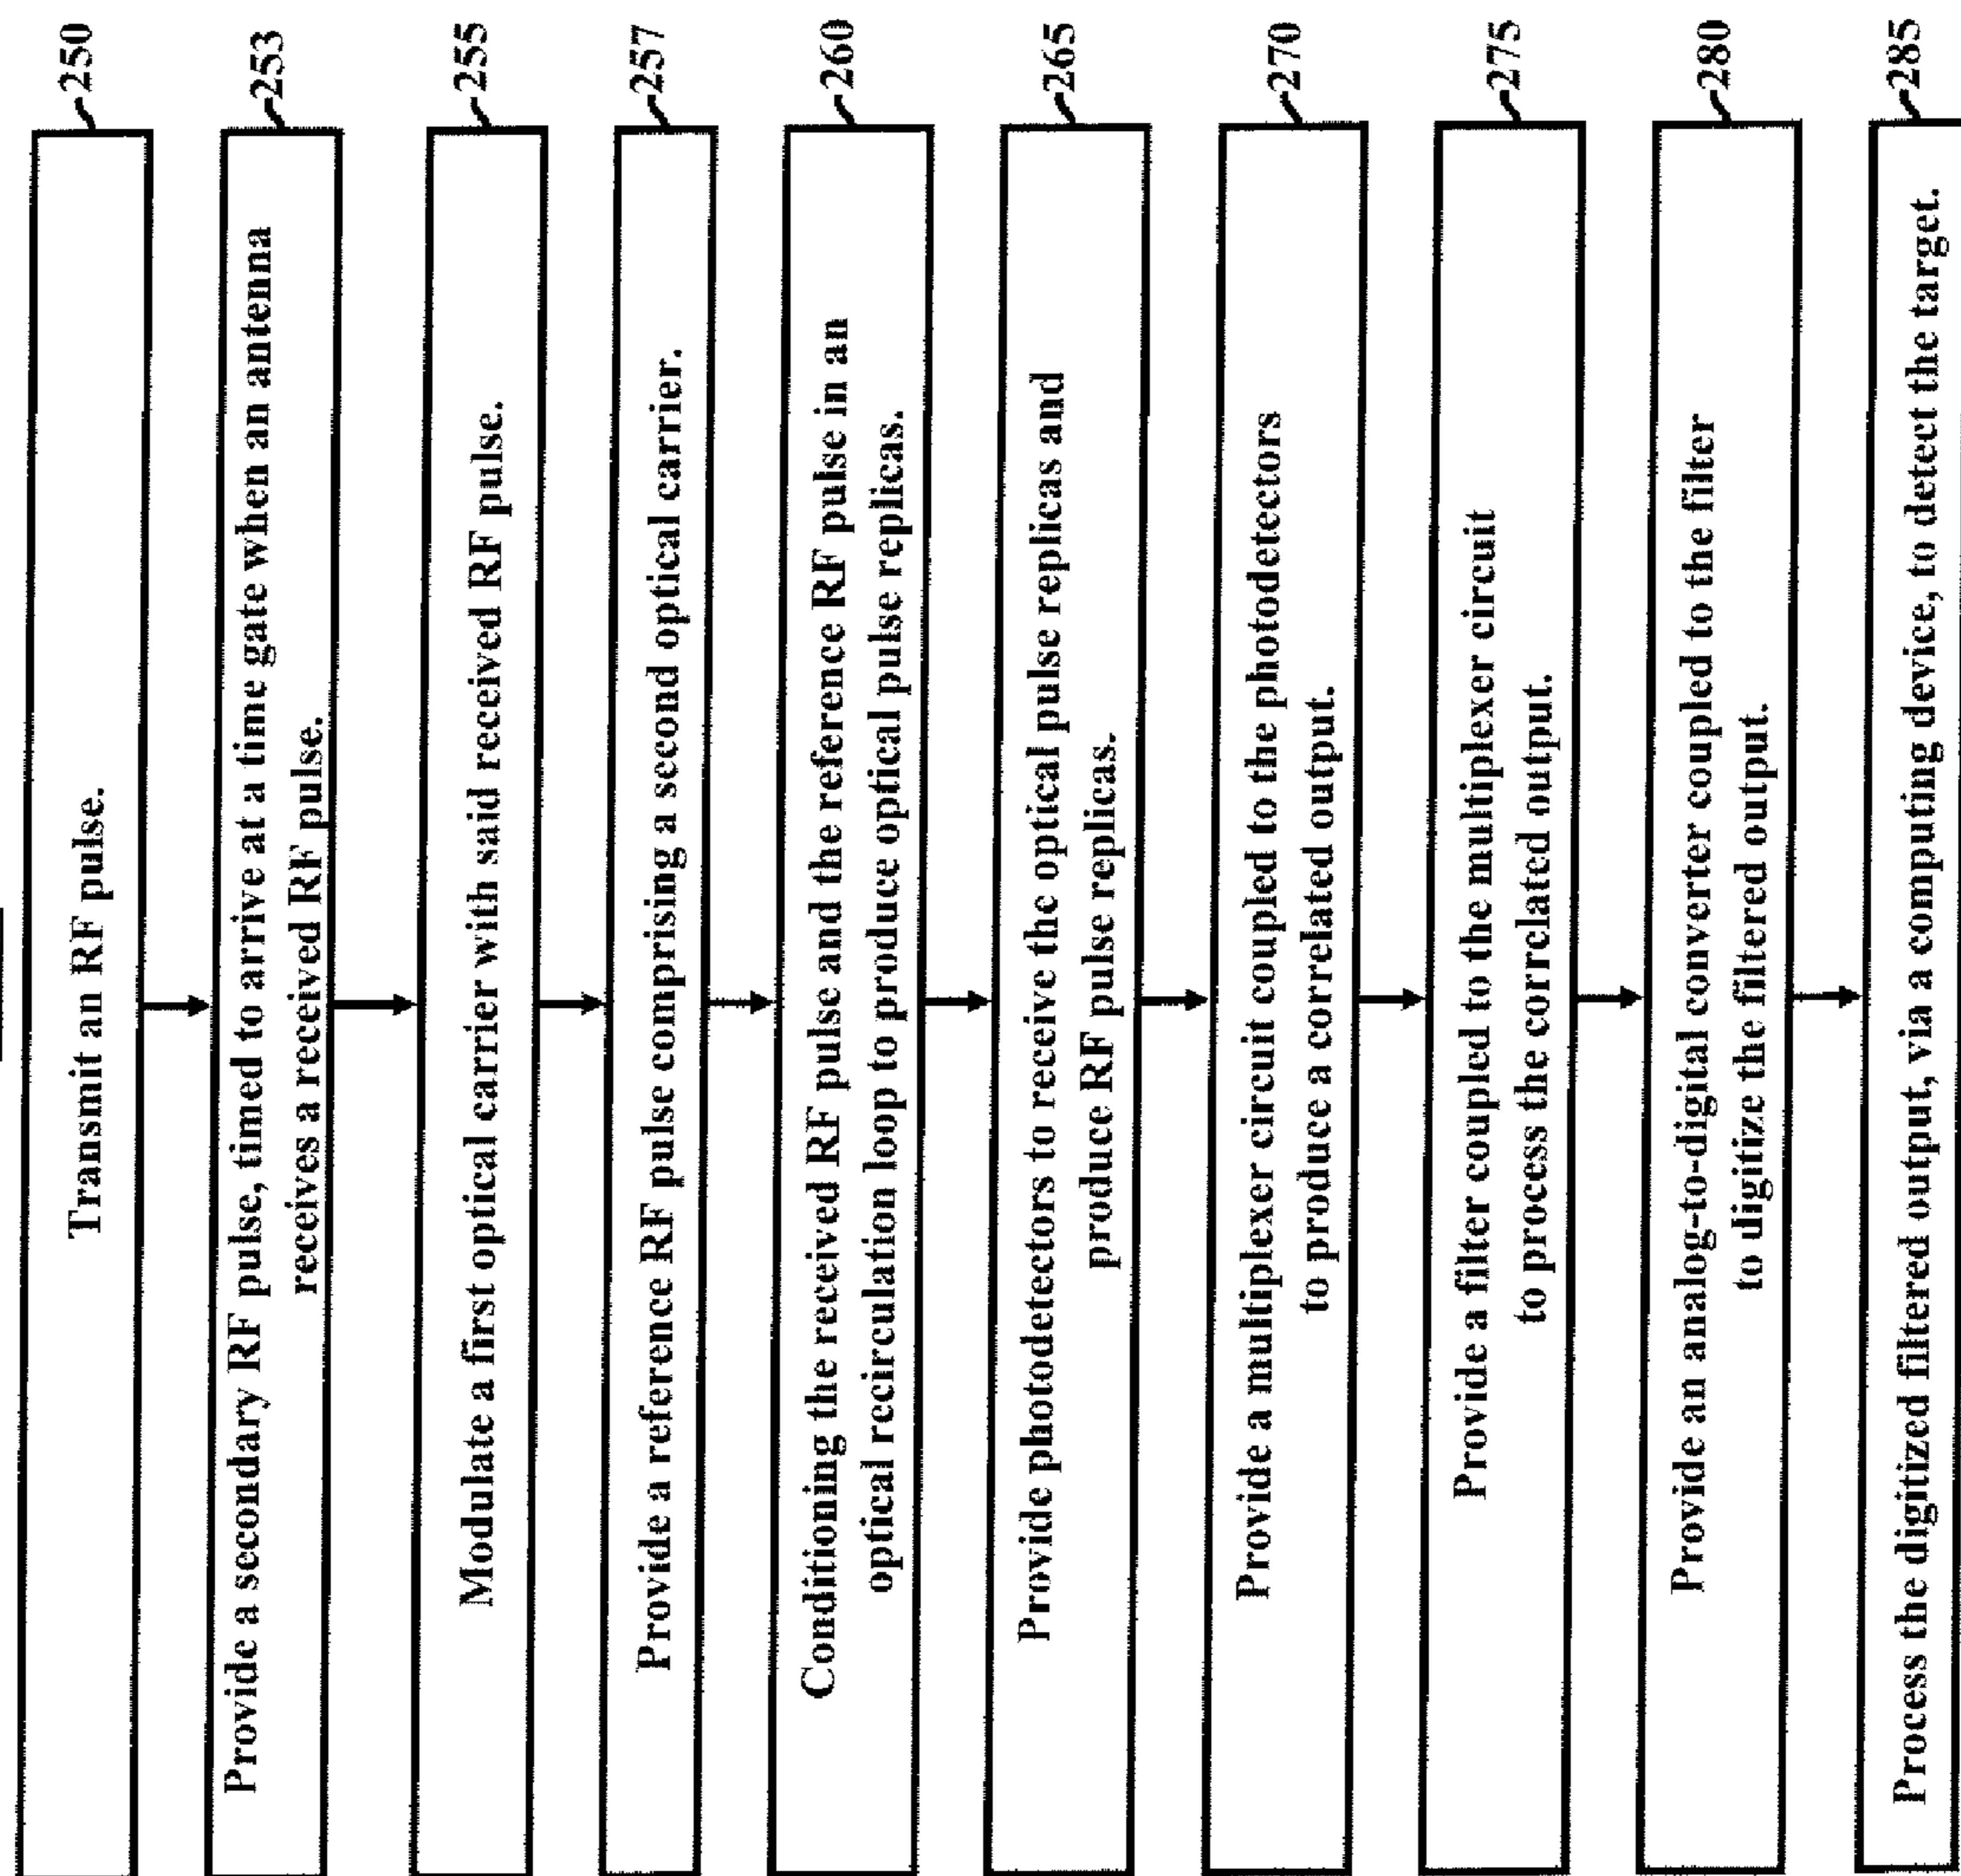 250
Transmit an RF pulse.
253
Provide a secondary RF pulse, timed to arrive at a time gate when an antenna
receives a received RF pulse.
255
Modulate a first optical carrier with said received RF pulse.
257
Provide a reference RF pulse comprising a second optical carrier.
260
Conditioning the received RF pulse and the reference RF pulse in an
optical recirculation loop to produce optical pulse replicas.
265
Provide photodetectors to receive the optical pulse replicas and
produce RF pulse replicas.
270
Provide a multiplexer circuit coupled to the photodetectors
to produce a correlated output.
275
Provide a filter coupled to the multiplexer circuit
to process the correlated output.
280
Provide an analog-to-digital converter coupled to the filter
to digitize the filtered output.
285
Process the digitized filtered output, via a computing device, to detect the target.